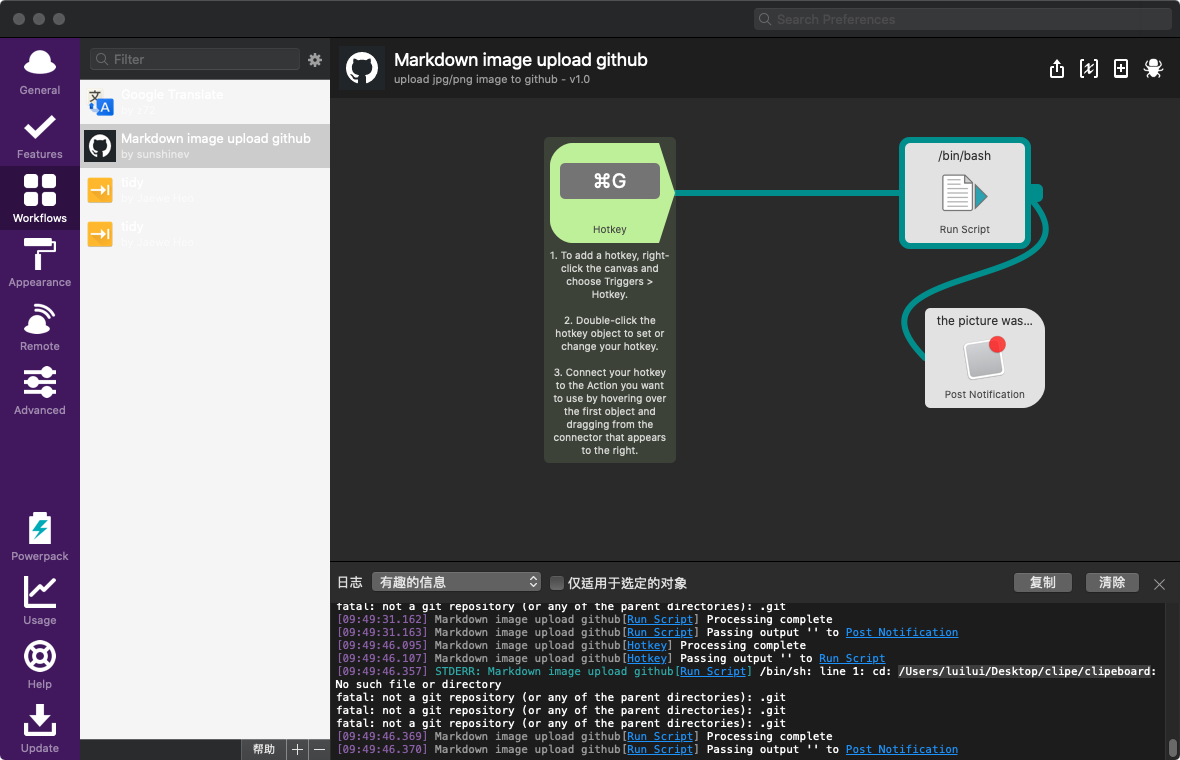 Search Preferences
General
Features
Workflows
Appearance
Remote
Advanced
Powerpack
Usage
Help
Update
Filter
Google Translate
Markdown image upload github
by sunshinev
tidy
tidy
帮助
Markdown image upload github
upload jpg/png image to github - v1.0
⌘G
Hotkey
1. To add a hotkey, right-
click the canvas and
choose Triggers >
Hotkey.
2. Double-click the
hotkey object to set or
change your hotkey.
3. Connect your hotkey
to the Action you want
to use by hovering over
the first object and
dragging from the
connector that appears
to the right.
/bin/bash
Run Script
the picture was...
Post Notification
日志 有趣的信息 仅适用于选定的对象 复制 清除
fatal: not a git repository (or any of the parent directories): .git
[09:49:31.162] Markdown image upload github[Run Script] Processing complete
[09:49:31.163] Markdown image upload github[Run Script] Passing output '' to Post Notification
[09:49:46.095] Markdown image upload github[Hotkey] Processing complete
[09:49:46.107] Markdown image upload github[Hotkey] Passing output '' to Run Script
[09:49:46.357] STDERR: Markdown image upload github[Run Script] /bin/sh: line 1: cd: /Users/luilui/Desktop/clipe/clipeboard:
No such file or directory
fatal: not a git repository (or any of the parent directories): .git
fatal: not a git repository (or any of the parent directories): .git
fatal: not a git repository (or any of the parent directories): .git
[09:49:46.369] Markdown image upload github[Run Script] Processing complete
[09:49:46.370] Markdown image upload github[Run Script] Passing output '' to Post Notification